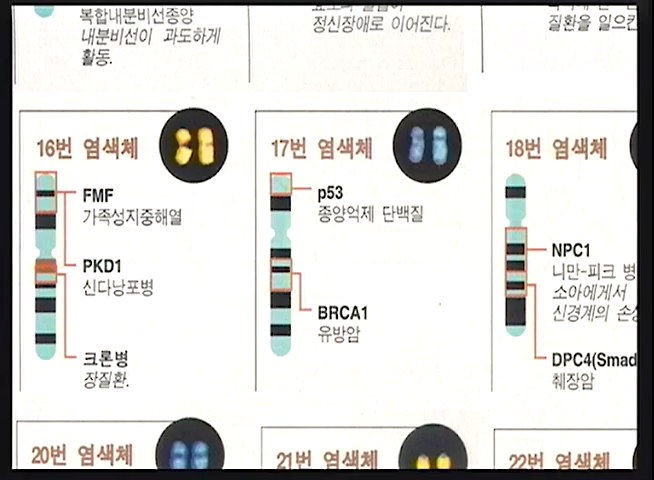 복합내분비선종양
내분비선이 과도하게
활동.
정신장애로 이어진다.
질환을 일으킨
16번 염색체
FMF
가족성지중해열
PKD1
신다낭포병
크론병
장질환.
17번 염색체
p53
종양억제 단백질
BRCA1
유방암
18번 염색체
NPC1
니만-피크 병
소아에게서
신경계의 손상
DPC4(Smad
췌장암
20번 염색체
21번 염색체
22번 염색체